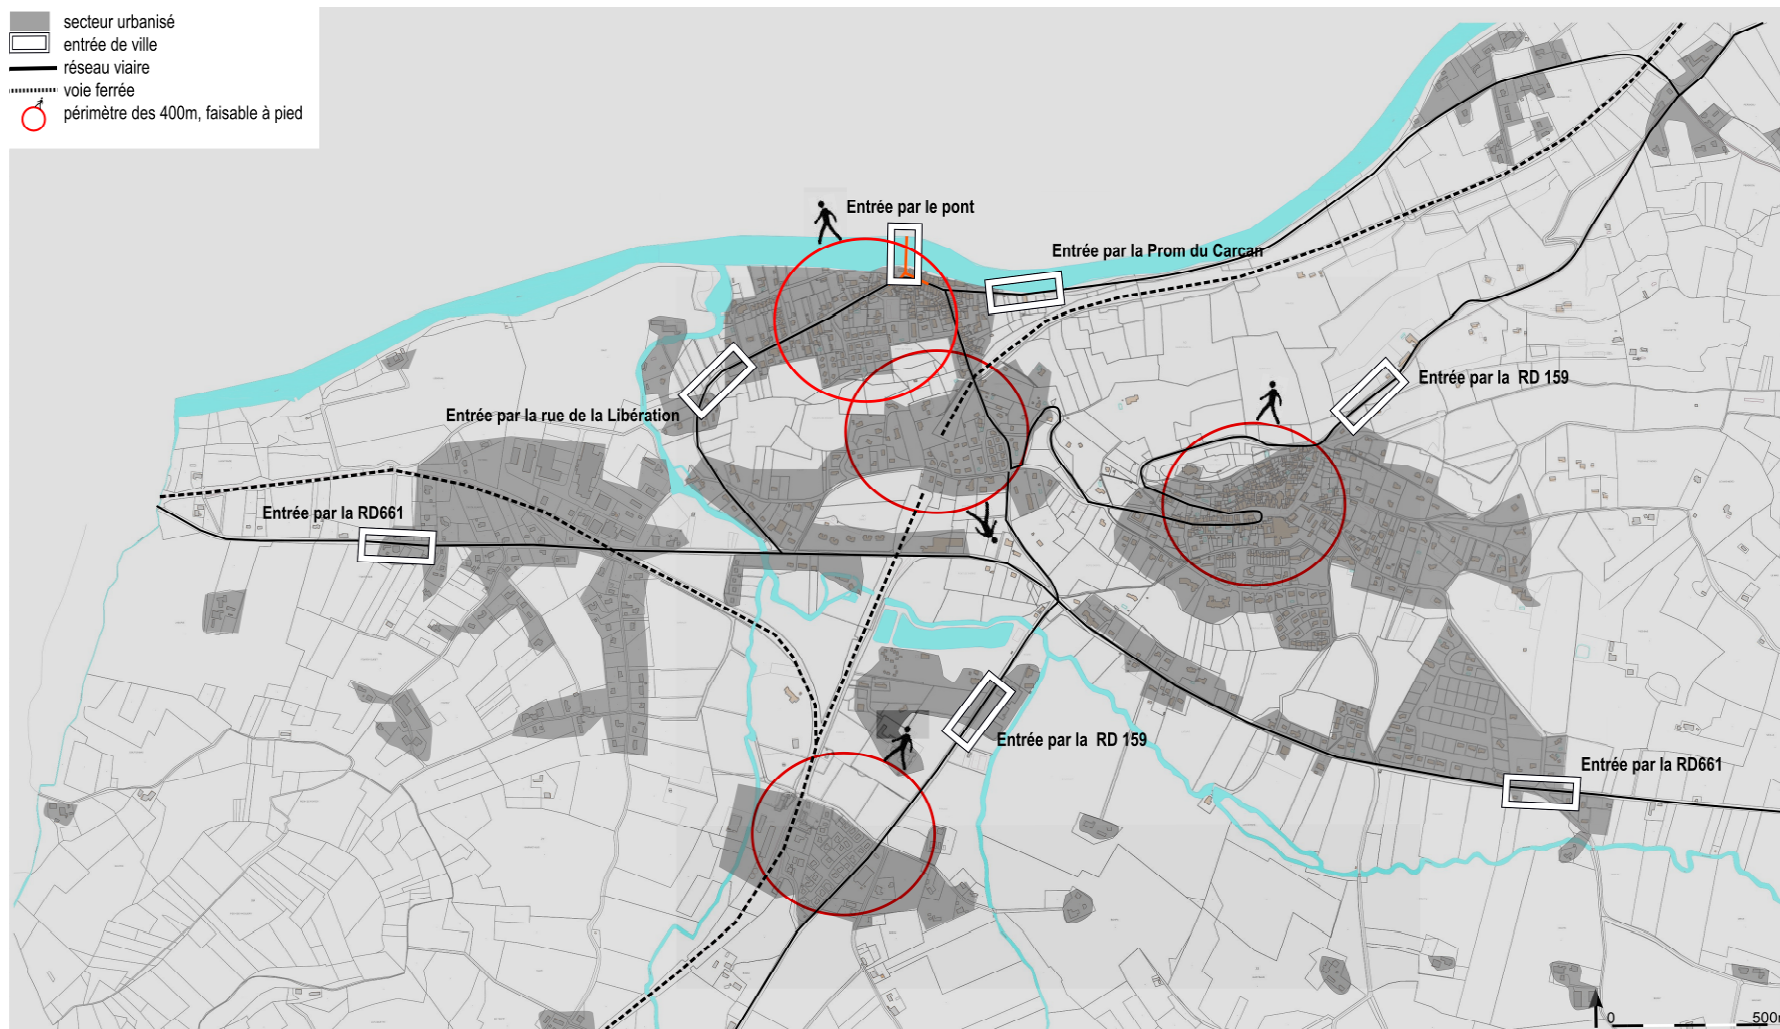 secteur urbanisé
entrée de ville
réseau viaire
voie ferrée
périmètre des 400m, faisable à pied
Entrée par le pont
Entrée par la Prom du Carcan
Entrée par la RD 159
Entrée par la rue de la Libération
Entrée par la RD661
Entrée par la RD 159
Entrée par la RD661
0 500m